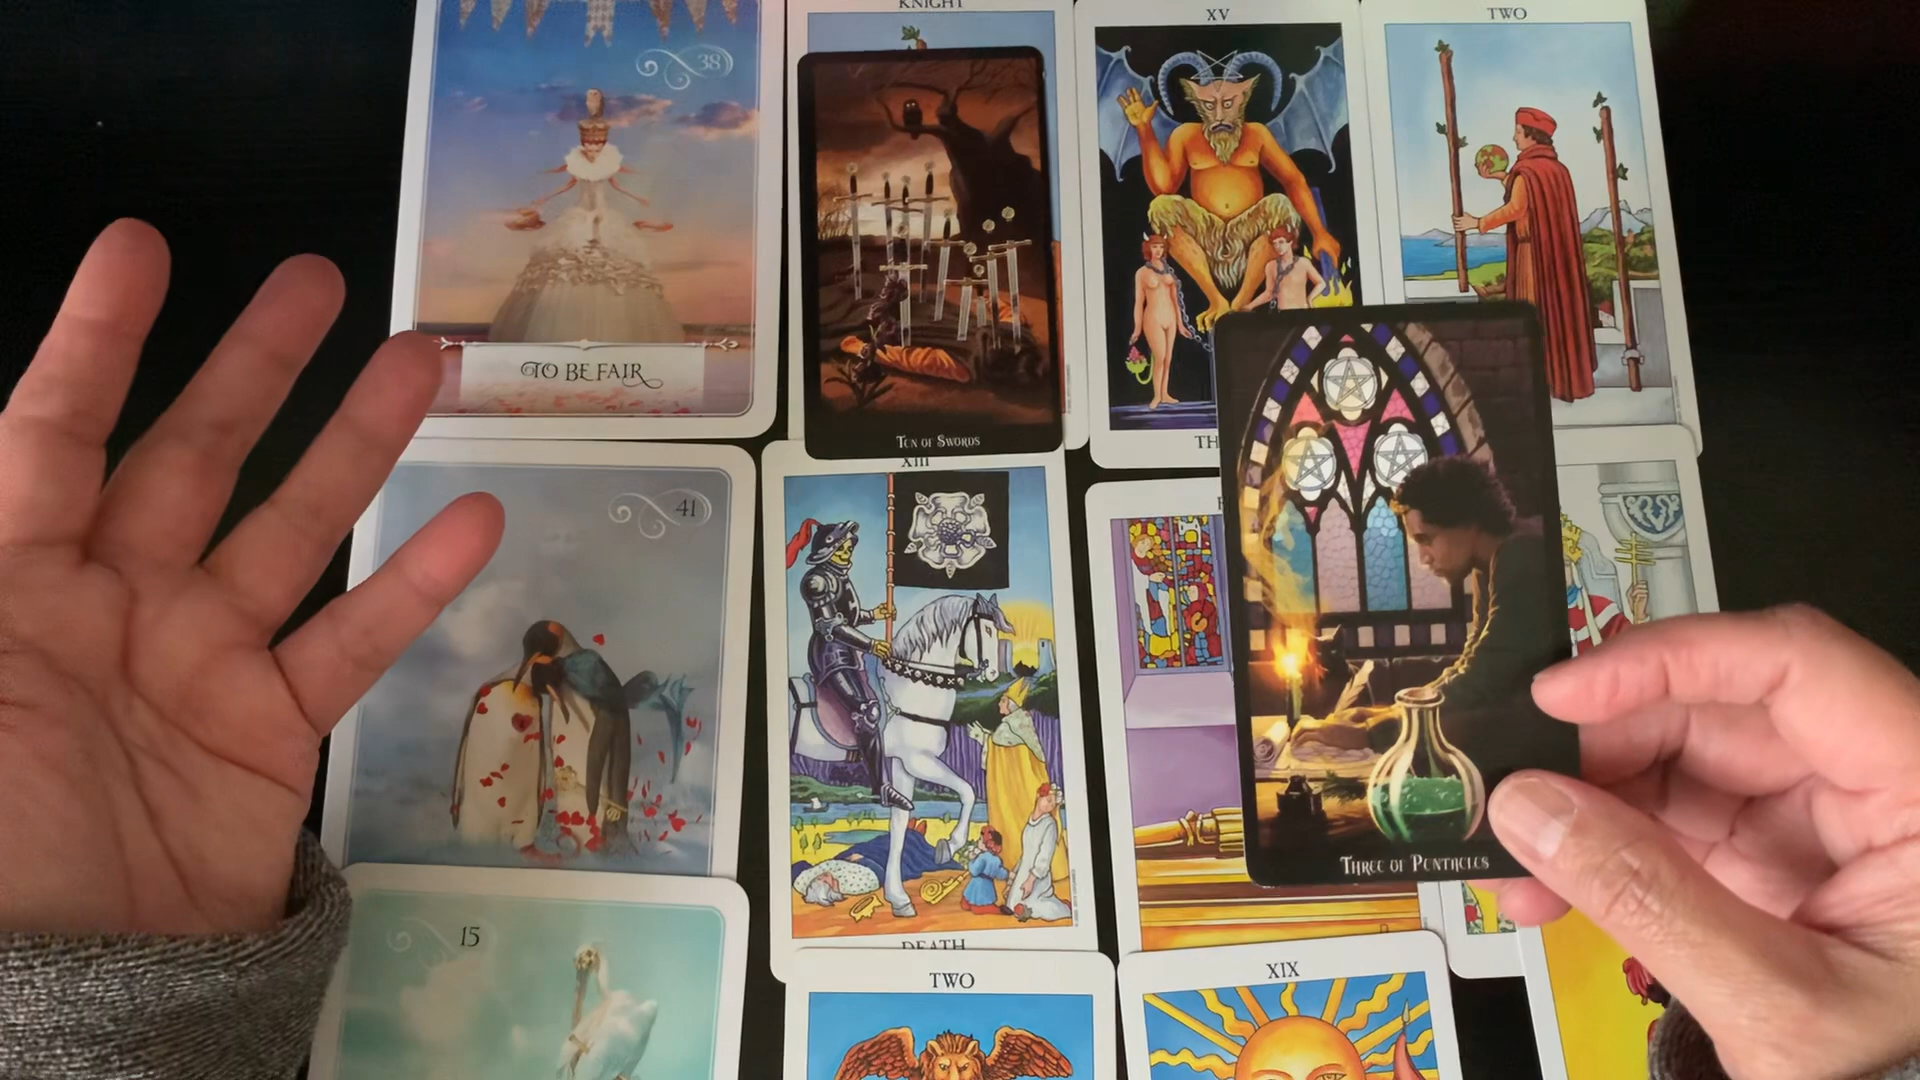 KNIGHT
XV
TWO
38
TO BE FAIR
TEN OF SWORDS
TH
XIII
41
DEATH
THREE OF PENTACLES
15
TWO
XIX